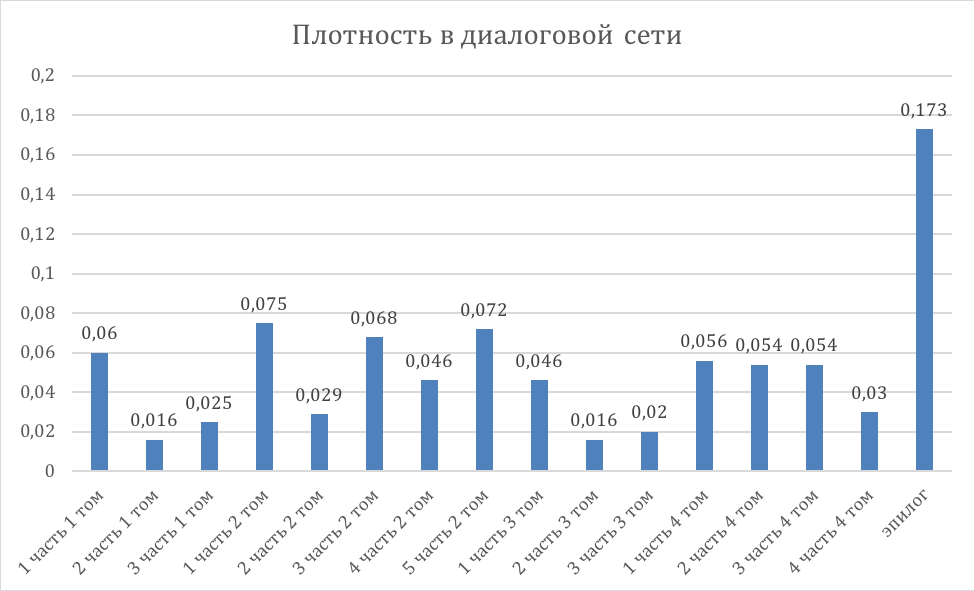 Плотность в диалоговой сети
0,2
0,18
0,16
0,14
0,12
0,1
0,08
0,06
0,04
0,02
0
0,06
0,016
0,025
0,075
0,029
0,068
0,046
0,072
0,046
0,016
0,02
0,056
0,054
0,054
0,03
0,173
1 часть 1 том
2 часть 1 том
3 часть 1 том
1 часть 2 том
2 часть 2 том
3 часть 2 том
4 часть 2 том
5 часть 2 том
1 часть 3 том
2 часть 3 том
3 часть 3 том
1 часть 4 том
2 часть 4 том
3 часть 4 том
4 часть 4 том
эпилог